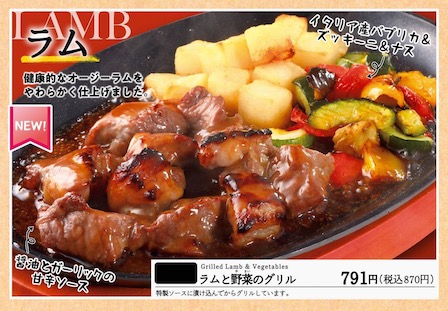 LAMB
ラム
健康的なオージーラムを
やわらかく仕上げました。
NEW!
イタリア産パプリカ&
ズッキーニ&ナス
醤油とガーリックの
甘辛ソース
Grilled Lamb & Vegetables
ラムと野菜のグリル
791円(税込870円)
特製ソースに漬け込んでからグリルしています。